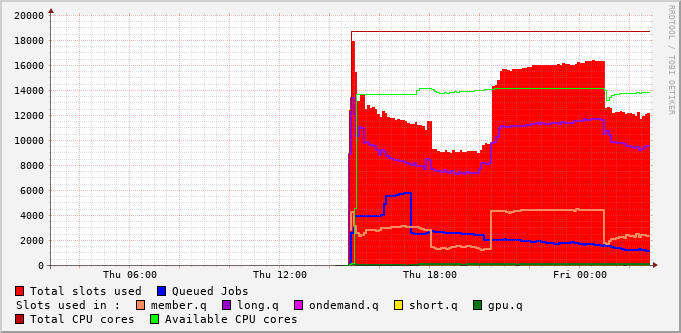 20000
18000
16000
14000
12000
10000
8000
6000
4000
2000
0
Thu 06:00 Thu 12:00 Thu 18:00 Fri 00:00
RRDTOOL / TOBI OETIKER
Total slots used Queued Jobs
Slots used in : member.q long.q ondemand.q short.q gpu.q
Total CPU cores Available CPU cores